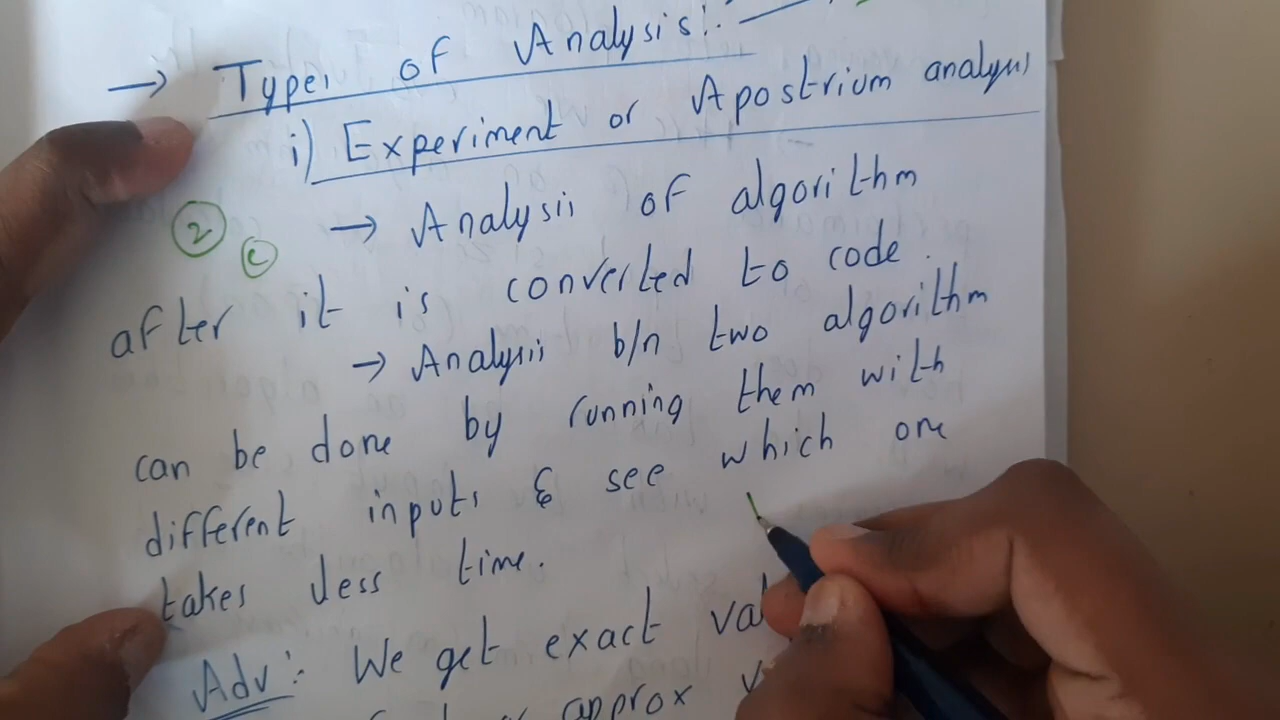 → Types of Analysis:-
i) Experiment or Apostrium analysis
→ Analysis of algorithm
2 c
after it is converted to code.
→ Analysis b/n two algorithm
can be done by running them with
different inputs & see which one
takes less time.
Adv:- We get exact
approx